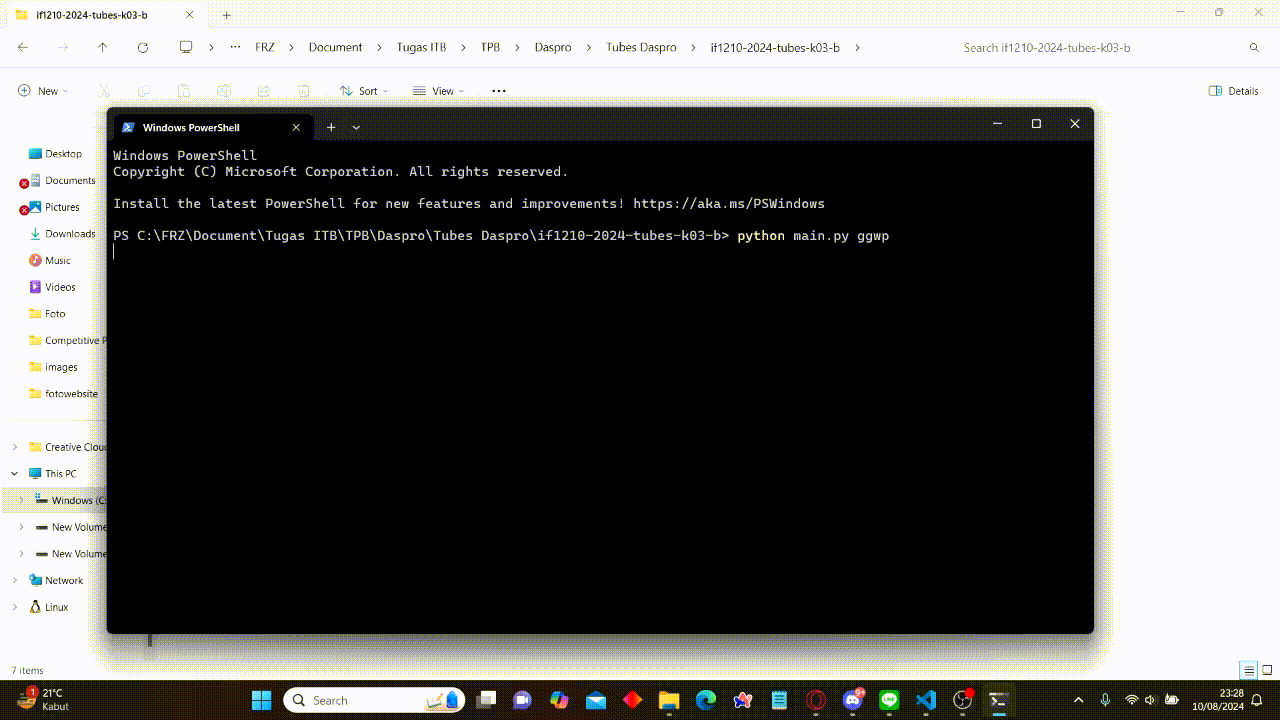 if1210-2024-tubes-k03-b
FRZ > Document > Tugas ITB > TPB > Daspro > Tubes Daspro > if1210-2024-tubes-k03-b >
Search if1210-2024-tubes-k03-b
New
Sort
View
Details
Windows PowerShell
Windows PowerShell
Copyright (C) Microsoft Corporation. All rights reserved.
Install the latest PowerShell for new features and improvements! https://aka.ms/PSWindows
PS C:\FRZ\Document\Tugas ITB\TPB\Daspro\Tubes Daspro\if1210-2024-tubes-k03-b> python main.py ggwp
Desktop
Documents
Pictures
Downloads
Music
Videos
Foto
Competitive P
images
fotowebsite
Creative Clou
This PC
Windows (C:
New Volume
New Volume
Network
Linux
7 items
1
21°C
Kabut
Search
23:28
10/08/2024